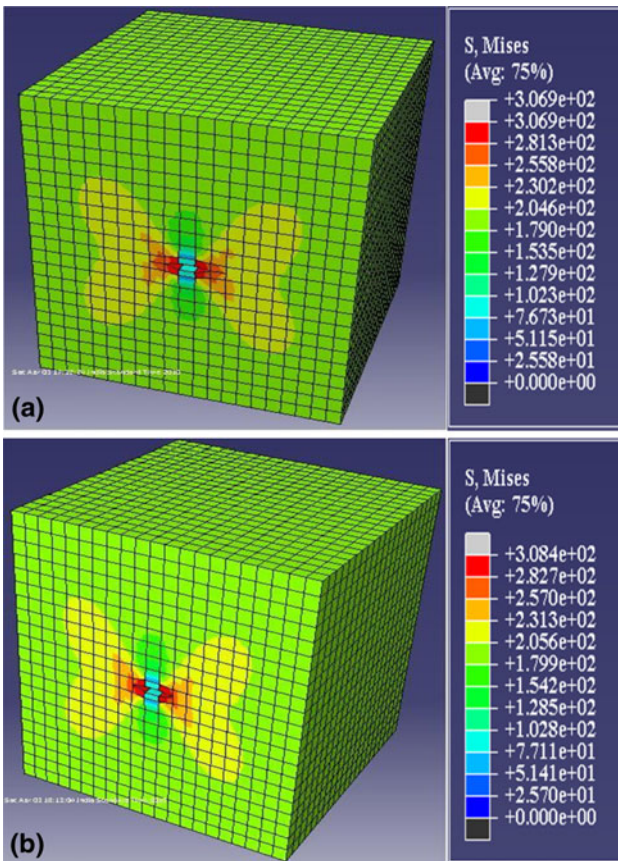 S, Mises
(Avg: 75%)
+3.069e+02
+3.069e+02
+2.813e+02
+2.558e+02
+2.302e+02
+2.046e+02
+1.790e+02
+1.535e+02
+1.279e+02
+1.023e+02
+7.673e+01
+5.115e+01
+2.558e+01
+0.000e+00
(a)
S, Mises
(Avg: 75%)
+3.084e+02
+2.827e+02
+2.570e+02
+2.313e+02
+2.056e+02
+1.799e+02
+1.542e+02
+1.285e+02
+1.028e+02
+7.711e+01
+5.141e+01
+2.570e+01
+0.000e+00
(b)